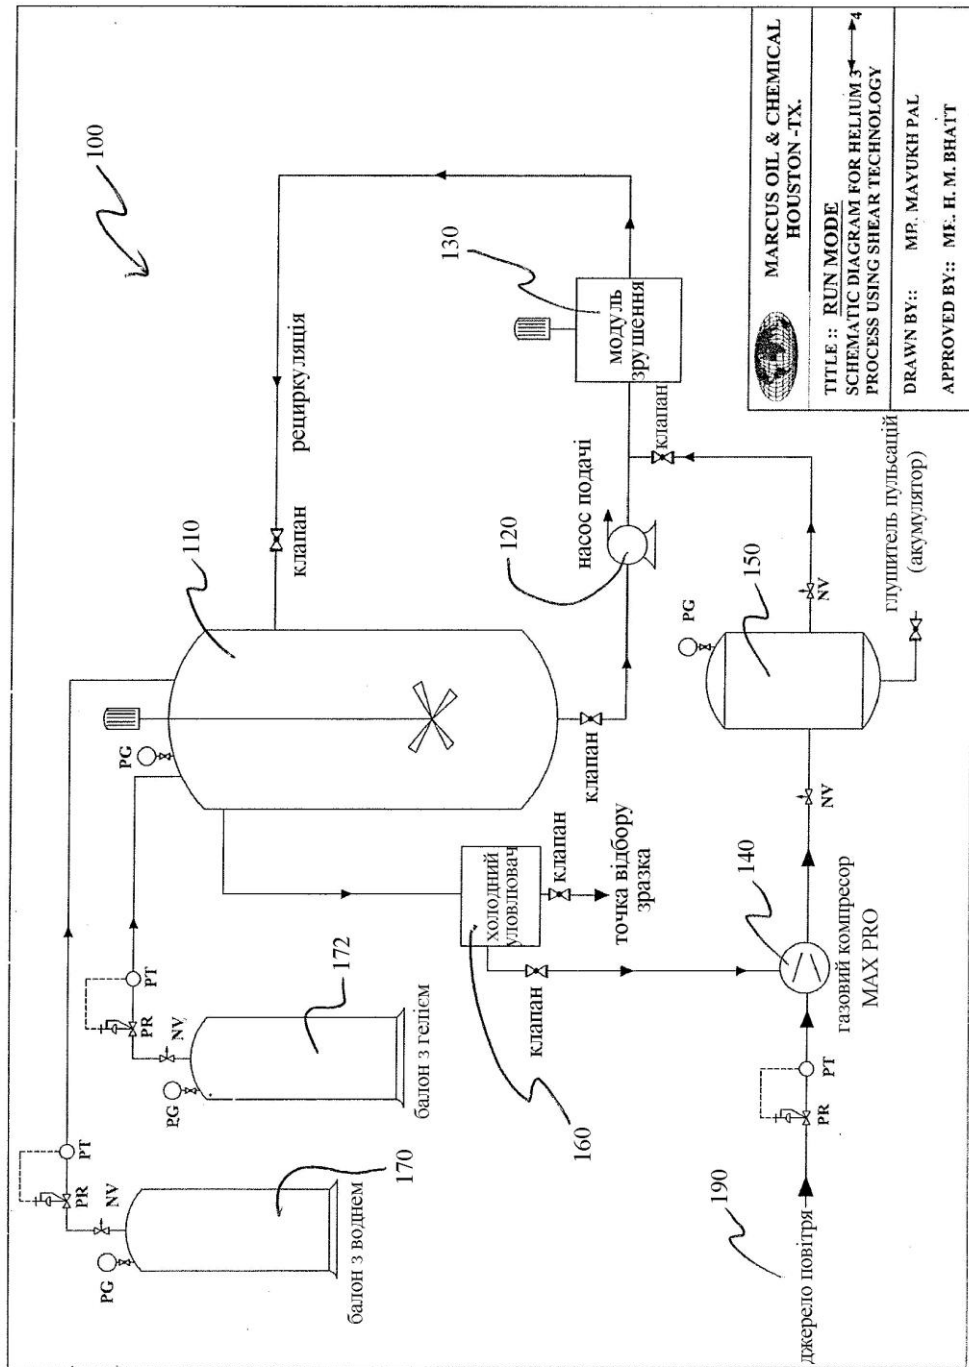 100
PG
NV
PR
PT
170
балон з воднем
PG
NV
PR
PT
172
балон з гелієм
PG
110
клапан
рециркуляція
160
холодний
уловлювач
клапан
клапан
точка відбору
зразка
клапан
120
насос подачі
130
модуль
зрушення
клапан
190
джерело повітря
PR
PT
140
газовий компресор
MAX PRO
NV
PG
150
NV
глушитель пульсацій
(акумулятор)
MARCUS OIL & CHEMICAL
HOUSTON -TX.
TITLE :: RUN MODE
SCHEMATIC DIAGRAM FOR HELIUM 3 4
PROCESS USING SHEAR TECHNOLOGY
DRAWN BY:: MR. MAYUKH PAL
APPROVED BY:: MR. H. M. BHATT